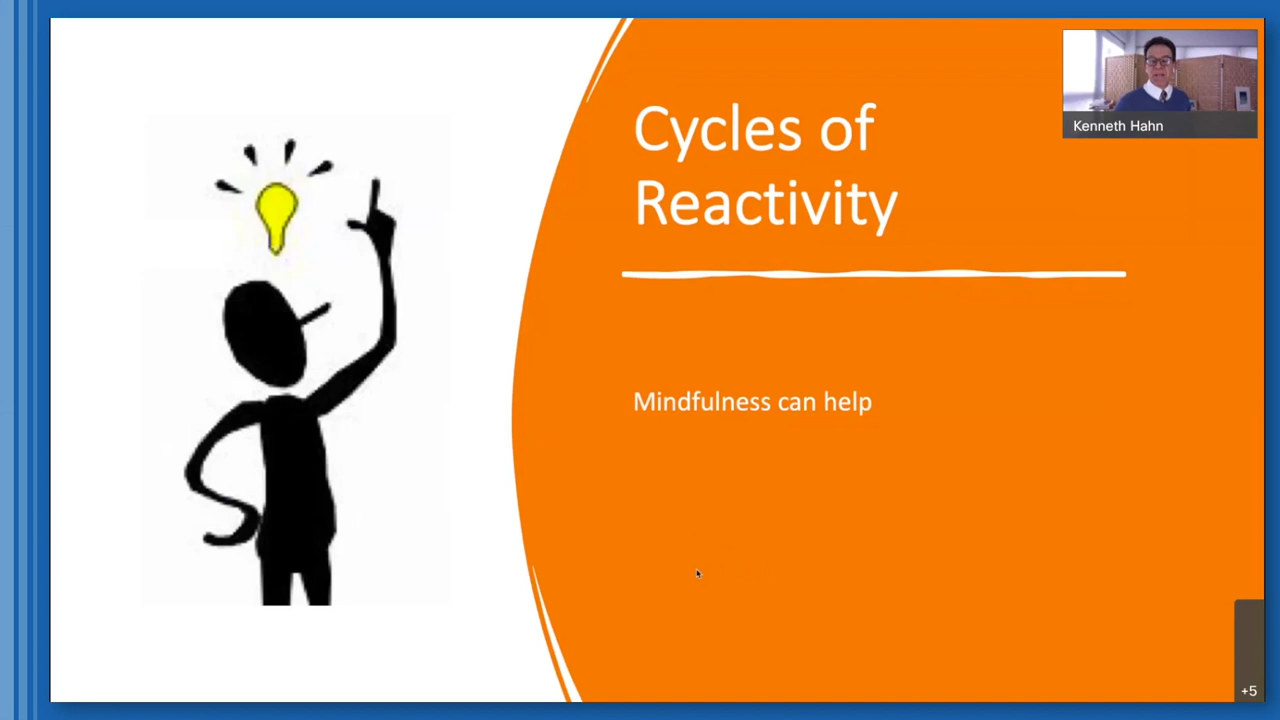 Cycles of
Reactivity
Mindfulness can help
Kenneth Hahn
+5